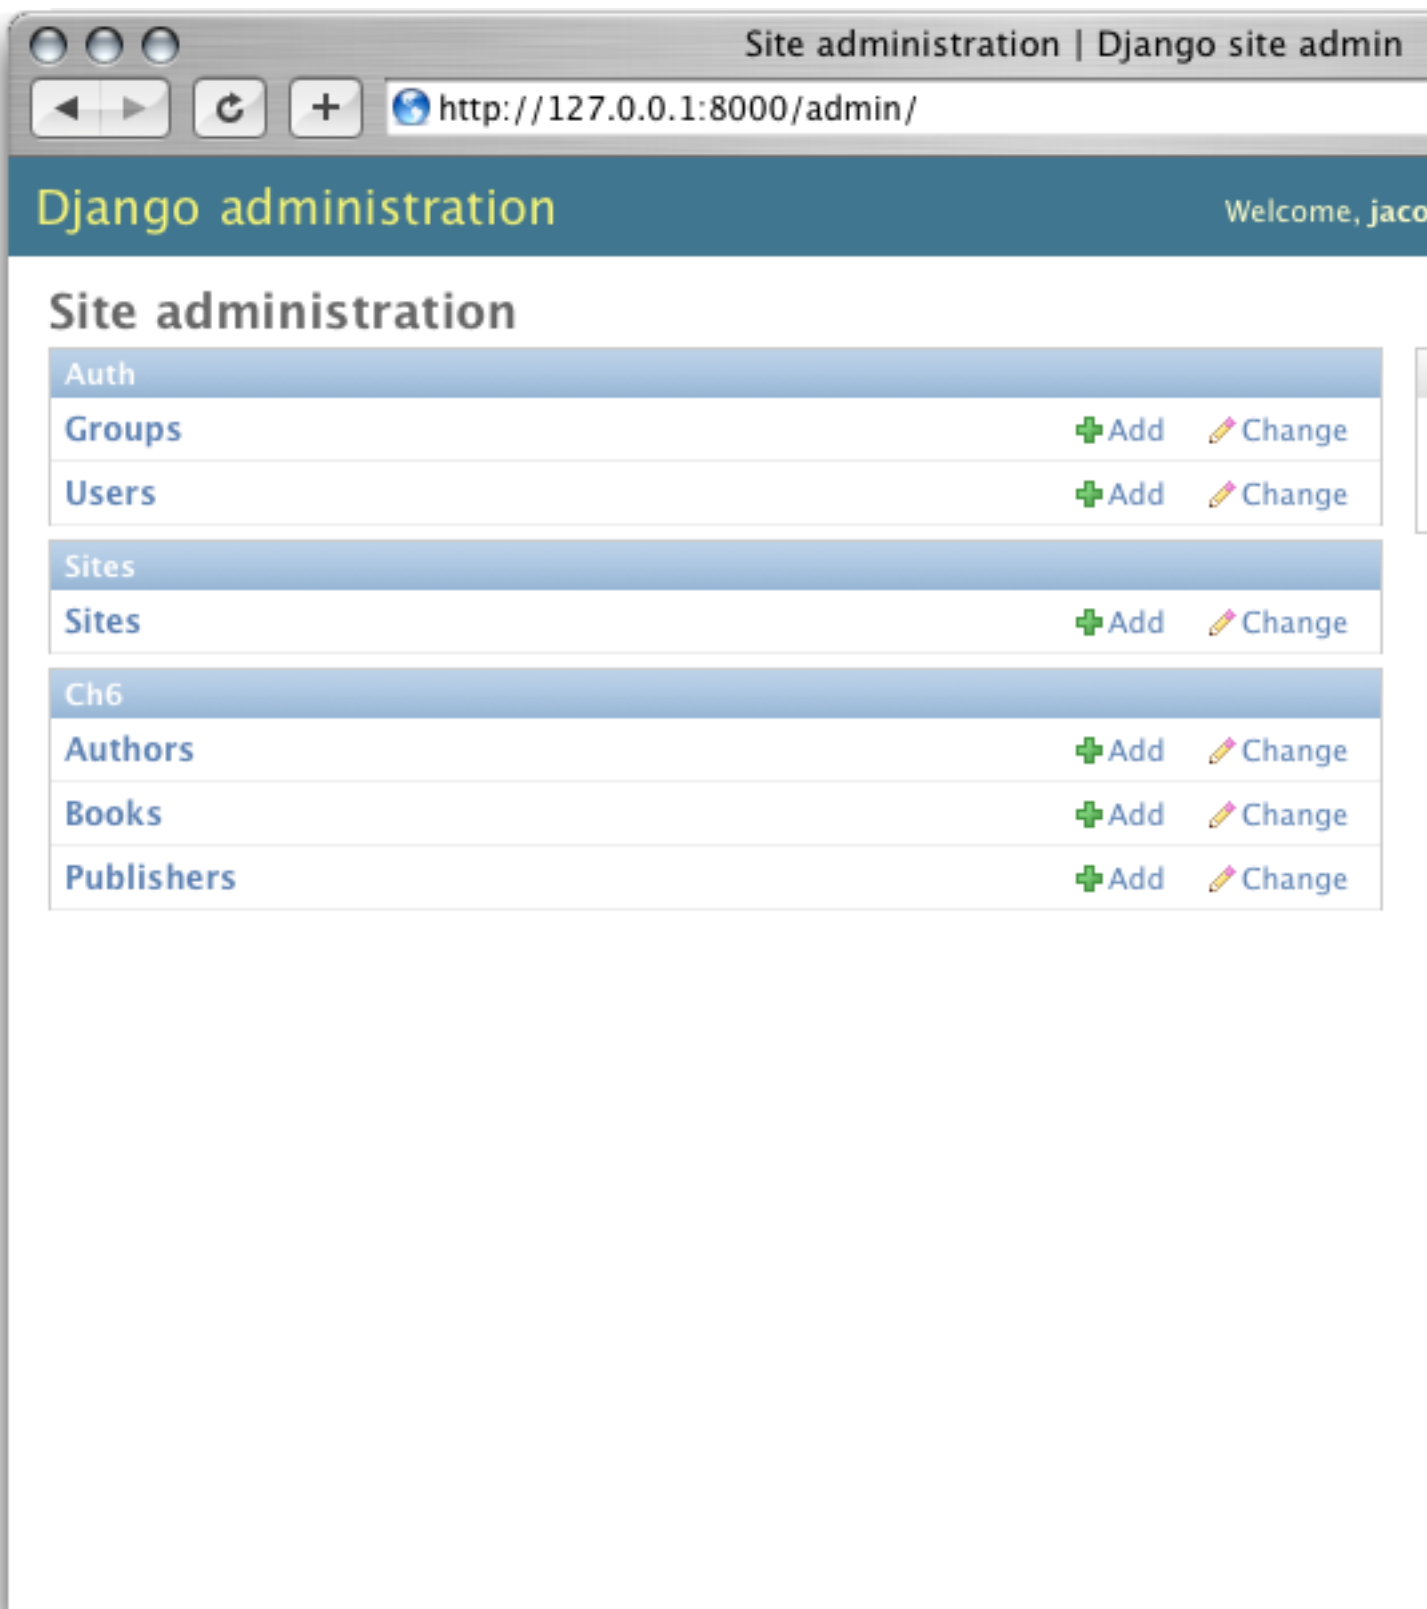 Site administration | Django site admin
http://127.0.0.1:8000/admin/
Django administration
Welcome,
Site administration
Auth
Groups Add Change
Users Add Change
Sites
Sites Add Change
Ch6
Authors Add Change
Books Add Change
Publishers Add Change